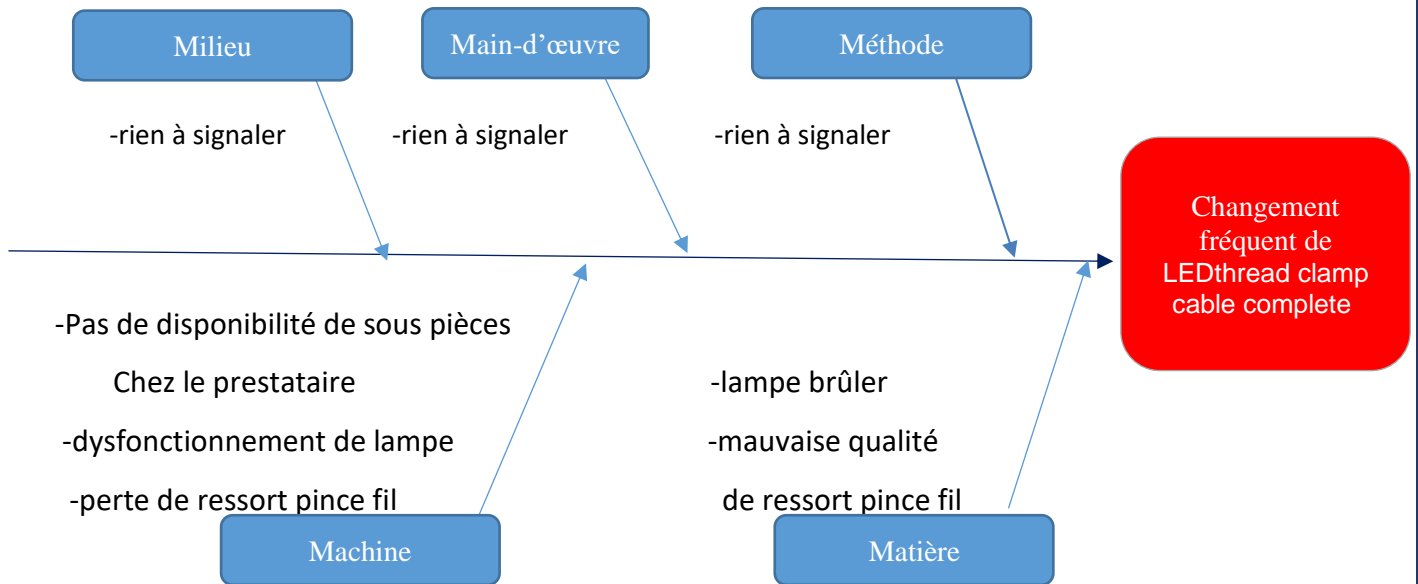 Milieu
Main-d’œuvre
Méthode
-rien à signaler
-rien à signaler
-rien à signaler
Changement
fréquent de
LEDthread clamp
cable complete
-Pas de disponibilité de sous pièces
Chez le prestataire
-dysfonctionnement de lampe
-perte de ressort pince fil
-lampe brûler
-mauvaise qualité
de ressort pince fil
Machine
Matière